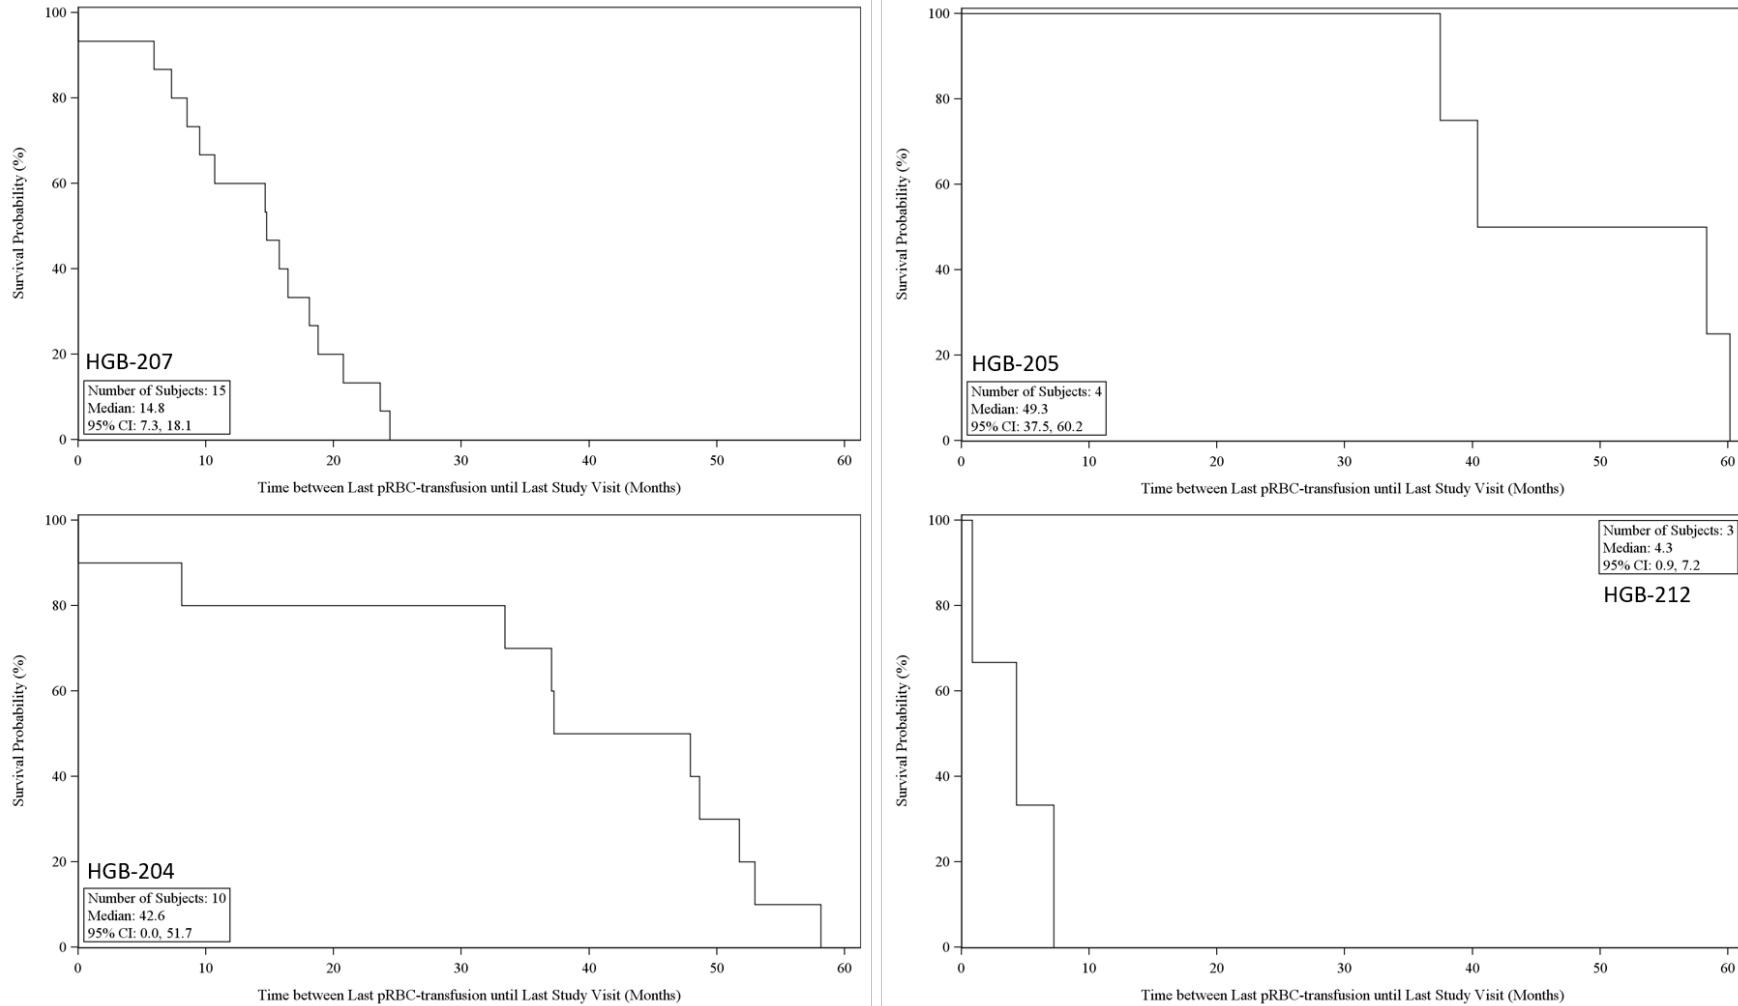 100
80
60
40
20
0
Survival Probability (%)
HGB-207
Number of Subjects: 15
Median: 14.8
95% CI: 7.3, 18.1
0 10 20 30 40 50 60
Time between Last pRBC-transfusion until Last Study Visit (Months)
100
80
60
40
20
0
Survival Probability (%)
HGB-205
Number of Subjects: 4
Median: 49.3
95% CI: 37.5, 60.2
0 10 20 30 40 50 60
Time between Last pRBC-transfusion until Last Study Visit (Months)
100
80
60
40
20
0
Survival Probability (%)
HGB-204
Number of Subjects: 10
Median: 42.6
95% CI: 0.0, 51.7
0 10 20 30 40 50 60
Time between Last pRBC-transfusion until Last Study Visit (Months)
100
80
60
40
20
0
Survival Probability (%)
Number of Subjects: 3
Median: 4.3
95% CI: 0.9, 7.2
HGB-212
0 10 20 30 40 50 60
Time between Last pRBC-transfusion until Last Study Visit (Months)